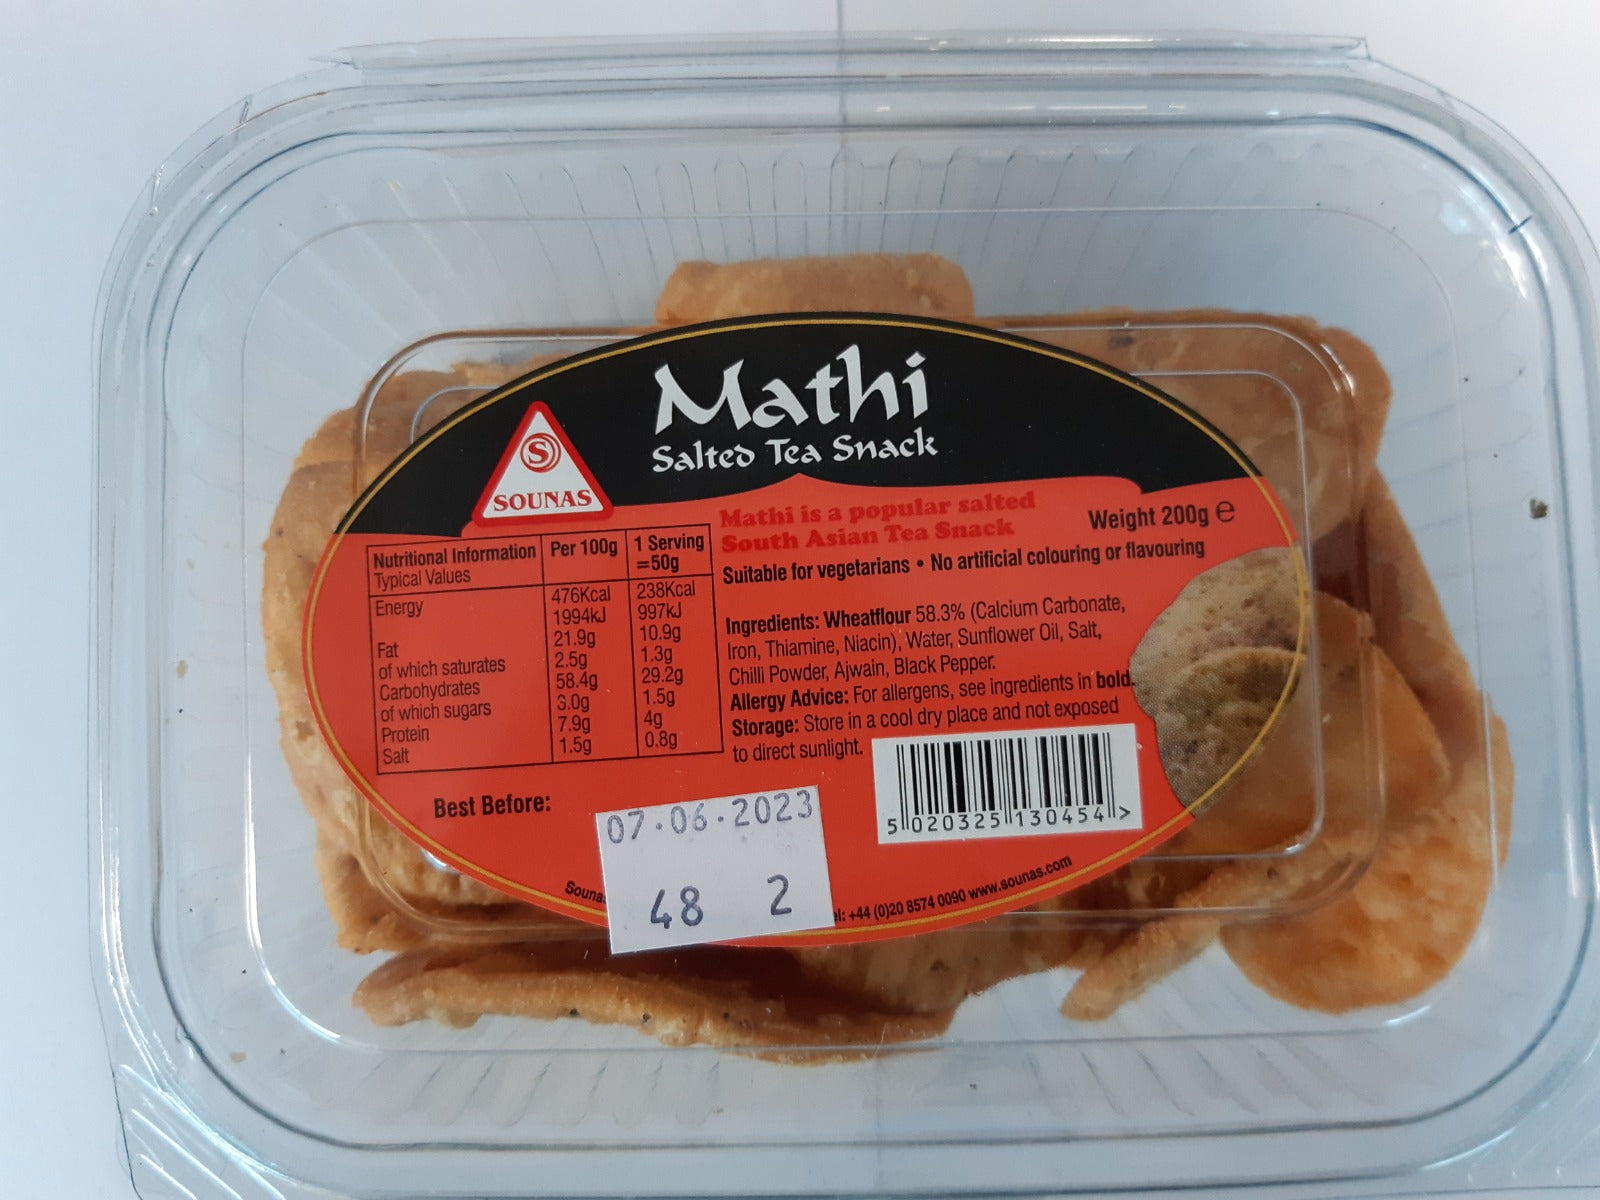 Mathi
Salted Tea Snack
S
SOUNAS
Mathi is a popular salted
South Asian Tea Snack
Weight 200g e
Suitable for vegetarians • No artificial colouring or flavouring
Nutritional Information Per 100g 1 Serving
Typical Values =50g
Energy 476Kcal 238Kcal
1994kJ 997kJ
Fat 21.9g 10.9g
of which saturates 2.5g 1.3g
Carbohydrates 58.4g 29.2g
of which sugars 3.0g 1.5g
Protein 7.9g 4g
Salt 1.5g 0.8g
Ingredients: Wheatflour 58.3% (Calcium Carbonate,
Iron, Thiamine, Niacin), Water, Sunflower Oil, Salt,
Chilli Powder, Ajwain, Black Pepper.
Allergy Advice: For allergens, see ingredients in bold.
Storage: Store in a cool dry place and not exposed
to direct sunlight.
5 020325 130454 >
Best Before:
07.06.2023
48 2
+44 (0)20 8574 0090 www.sounas.com